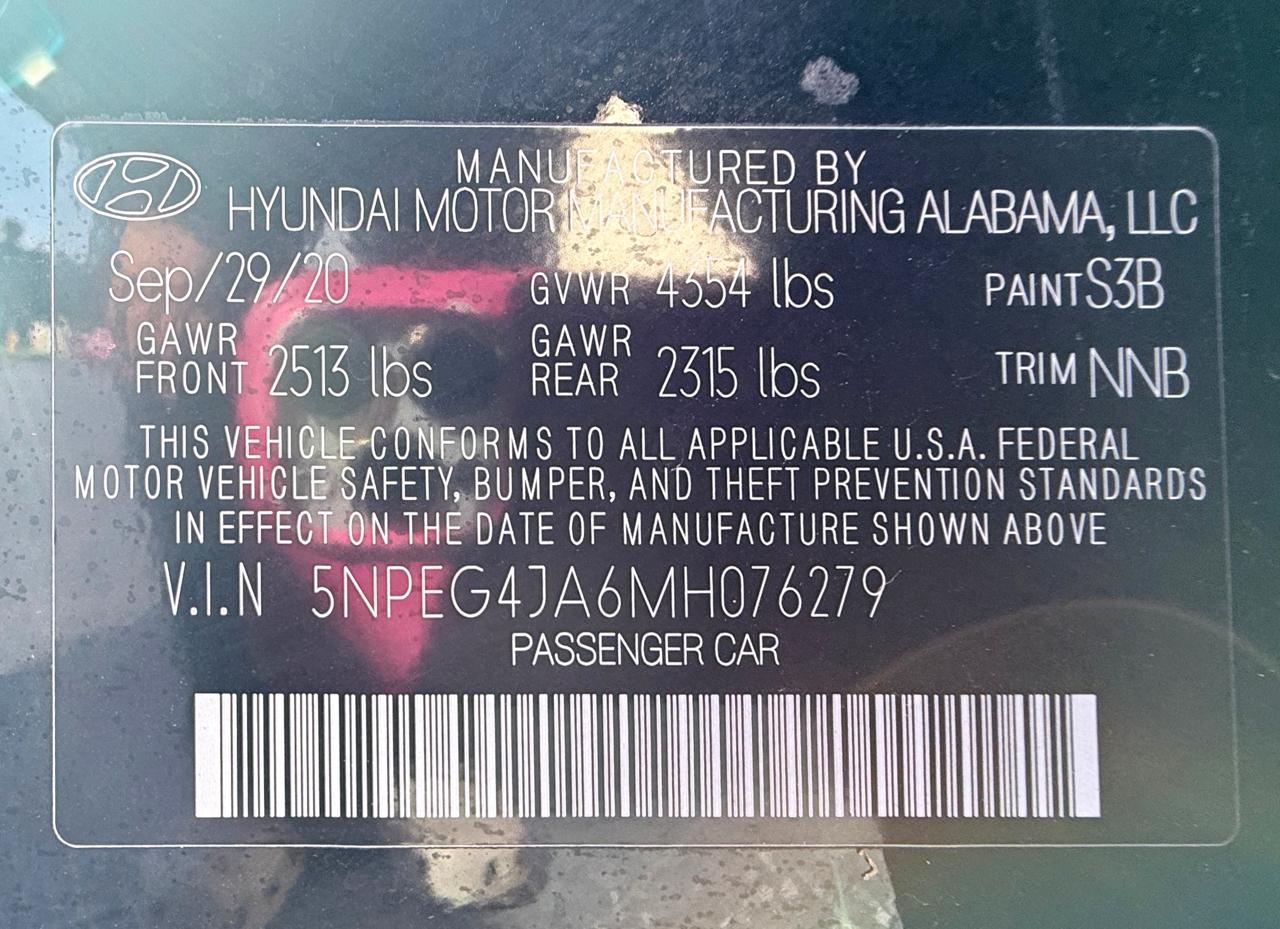 MANUFACTURED BY
HYUNDAI MOTOR MANUFACTURING ALABAMA, LLC
Sep/29/20 GVWR 4354 lbs PAINT S3B
GAWR FRONT 2513 lbs GAWR REAR 2315 lbs TRIM NNB
THIS VEHICLE CONFORMS TO ALL APPLICABLE U.S.A. FEDERAL
MOTOR VEHICLE SAFETY, BUMPER, AND THEFT PREVENTION STANDARDS
IN EFFECT ON THE DATE OF MANUFACTURE SHOWN ABOVE
V.I.N 5NPEG4JA6MH076279
PASSENGER CAR